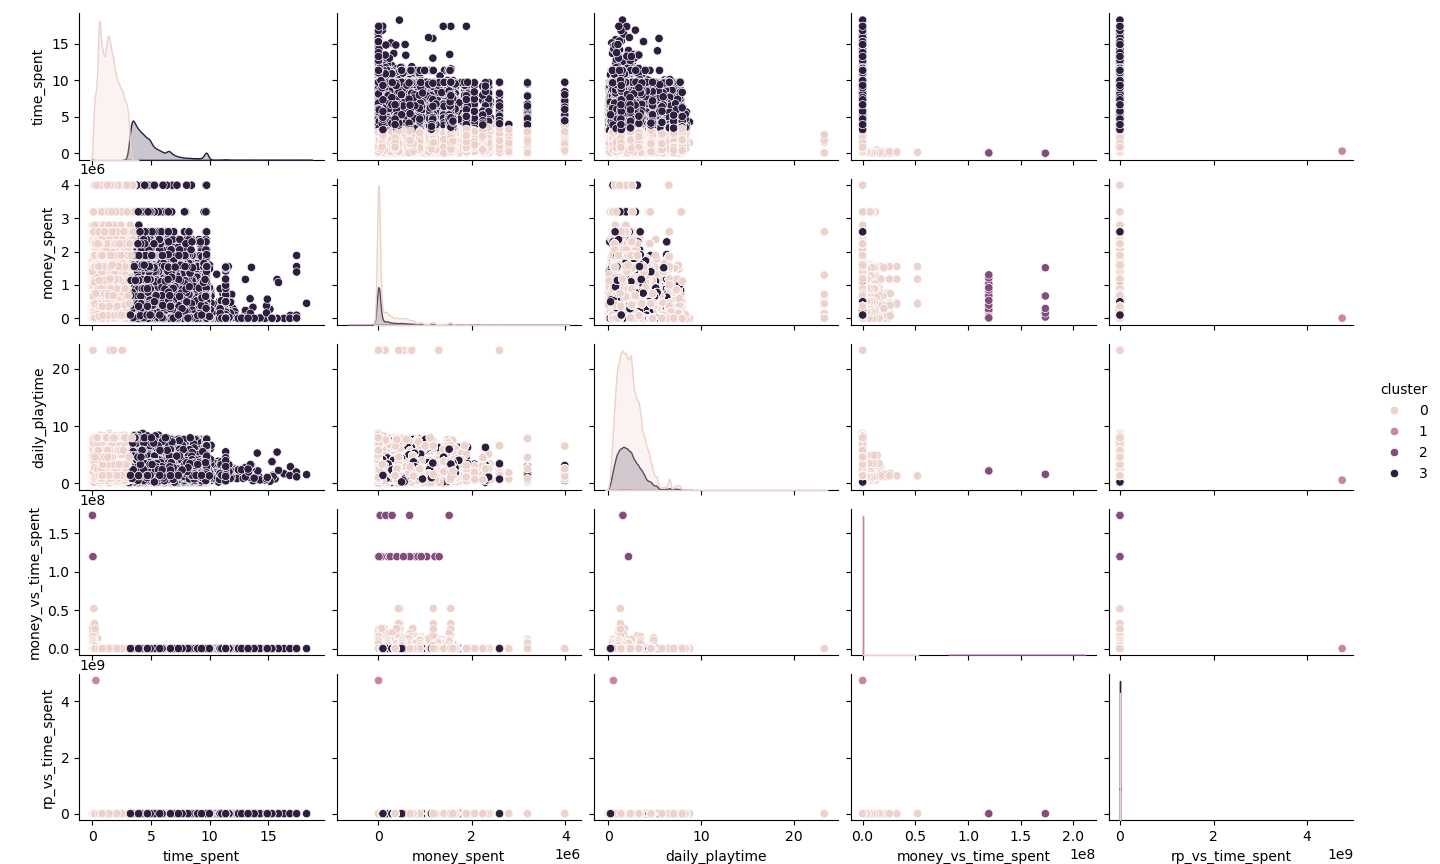 15
10
5
0
time_spent
1e6
4
3
2
1
0
money_spent
20
10
0
daily_playtime
1e8
1.5
1.0
0.5
0.0
money_vs_time_spent
1e9
4
2
0
rp_vs_time_spent
0 5 10 15
time_spent
0 2 4
1e6
money_spent
0 10 20
daily_playtime
0.0 0.5 1.0 1.5 2.0
1e8
money_vs_time_spent
0 2 4
1e9
rp_vs_time_spent
cluster
0
1
2
3